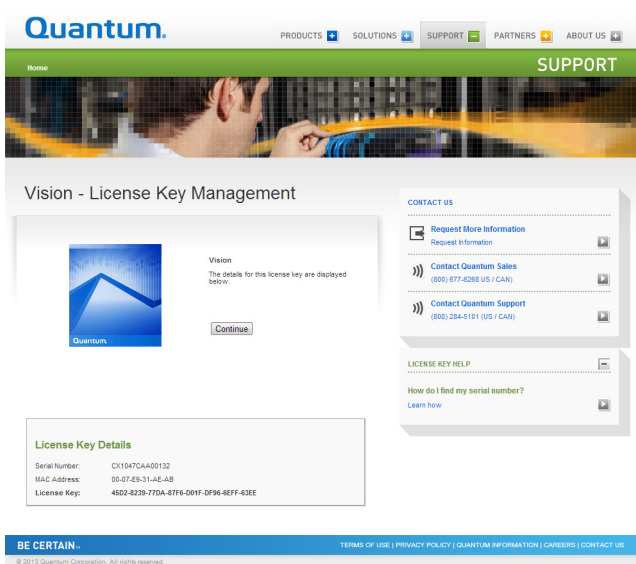 Quantum.
PRODUCTS SOLUTIONS SUPPORT PARTNERS ABOUT US
Home
SUPPORT
Vision - License Key Management
Vision
The details for this license key are displayed
below.
Continue
Quantum.
CONTACT US
Request More Information
Request Information
Contact Quantum Sales
(800) 677-6268 US / CAN)
Contact Quantum Support
(800) 284-5101 (US / CAN)
LICENSE KEY HELP
How do I find my serial number?
Learn how
License Key Details
Serial Number: CX1047CAA00132
MAC Address: 00-07-E9-31-AE-AB
License Key: 45D2-8239-77DA-87F6-D01F-DF96-6EFF-63EE
BE CERTAIN™
TERMS OF USE | PRIVACY POLICY | QUANTUM INFORMATION | CAREERS | CONTACT US
© 2013 Quantum Corporation. All rights reserved.